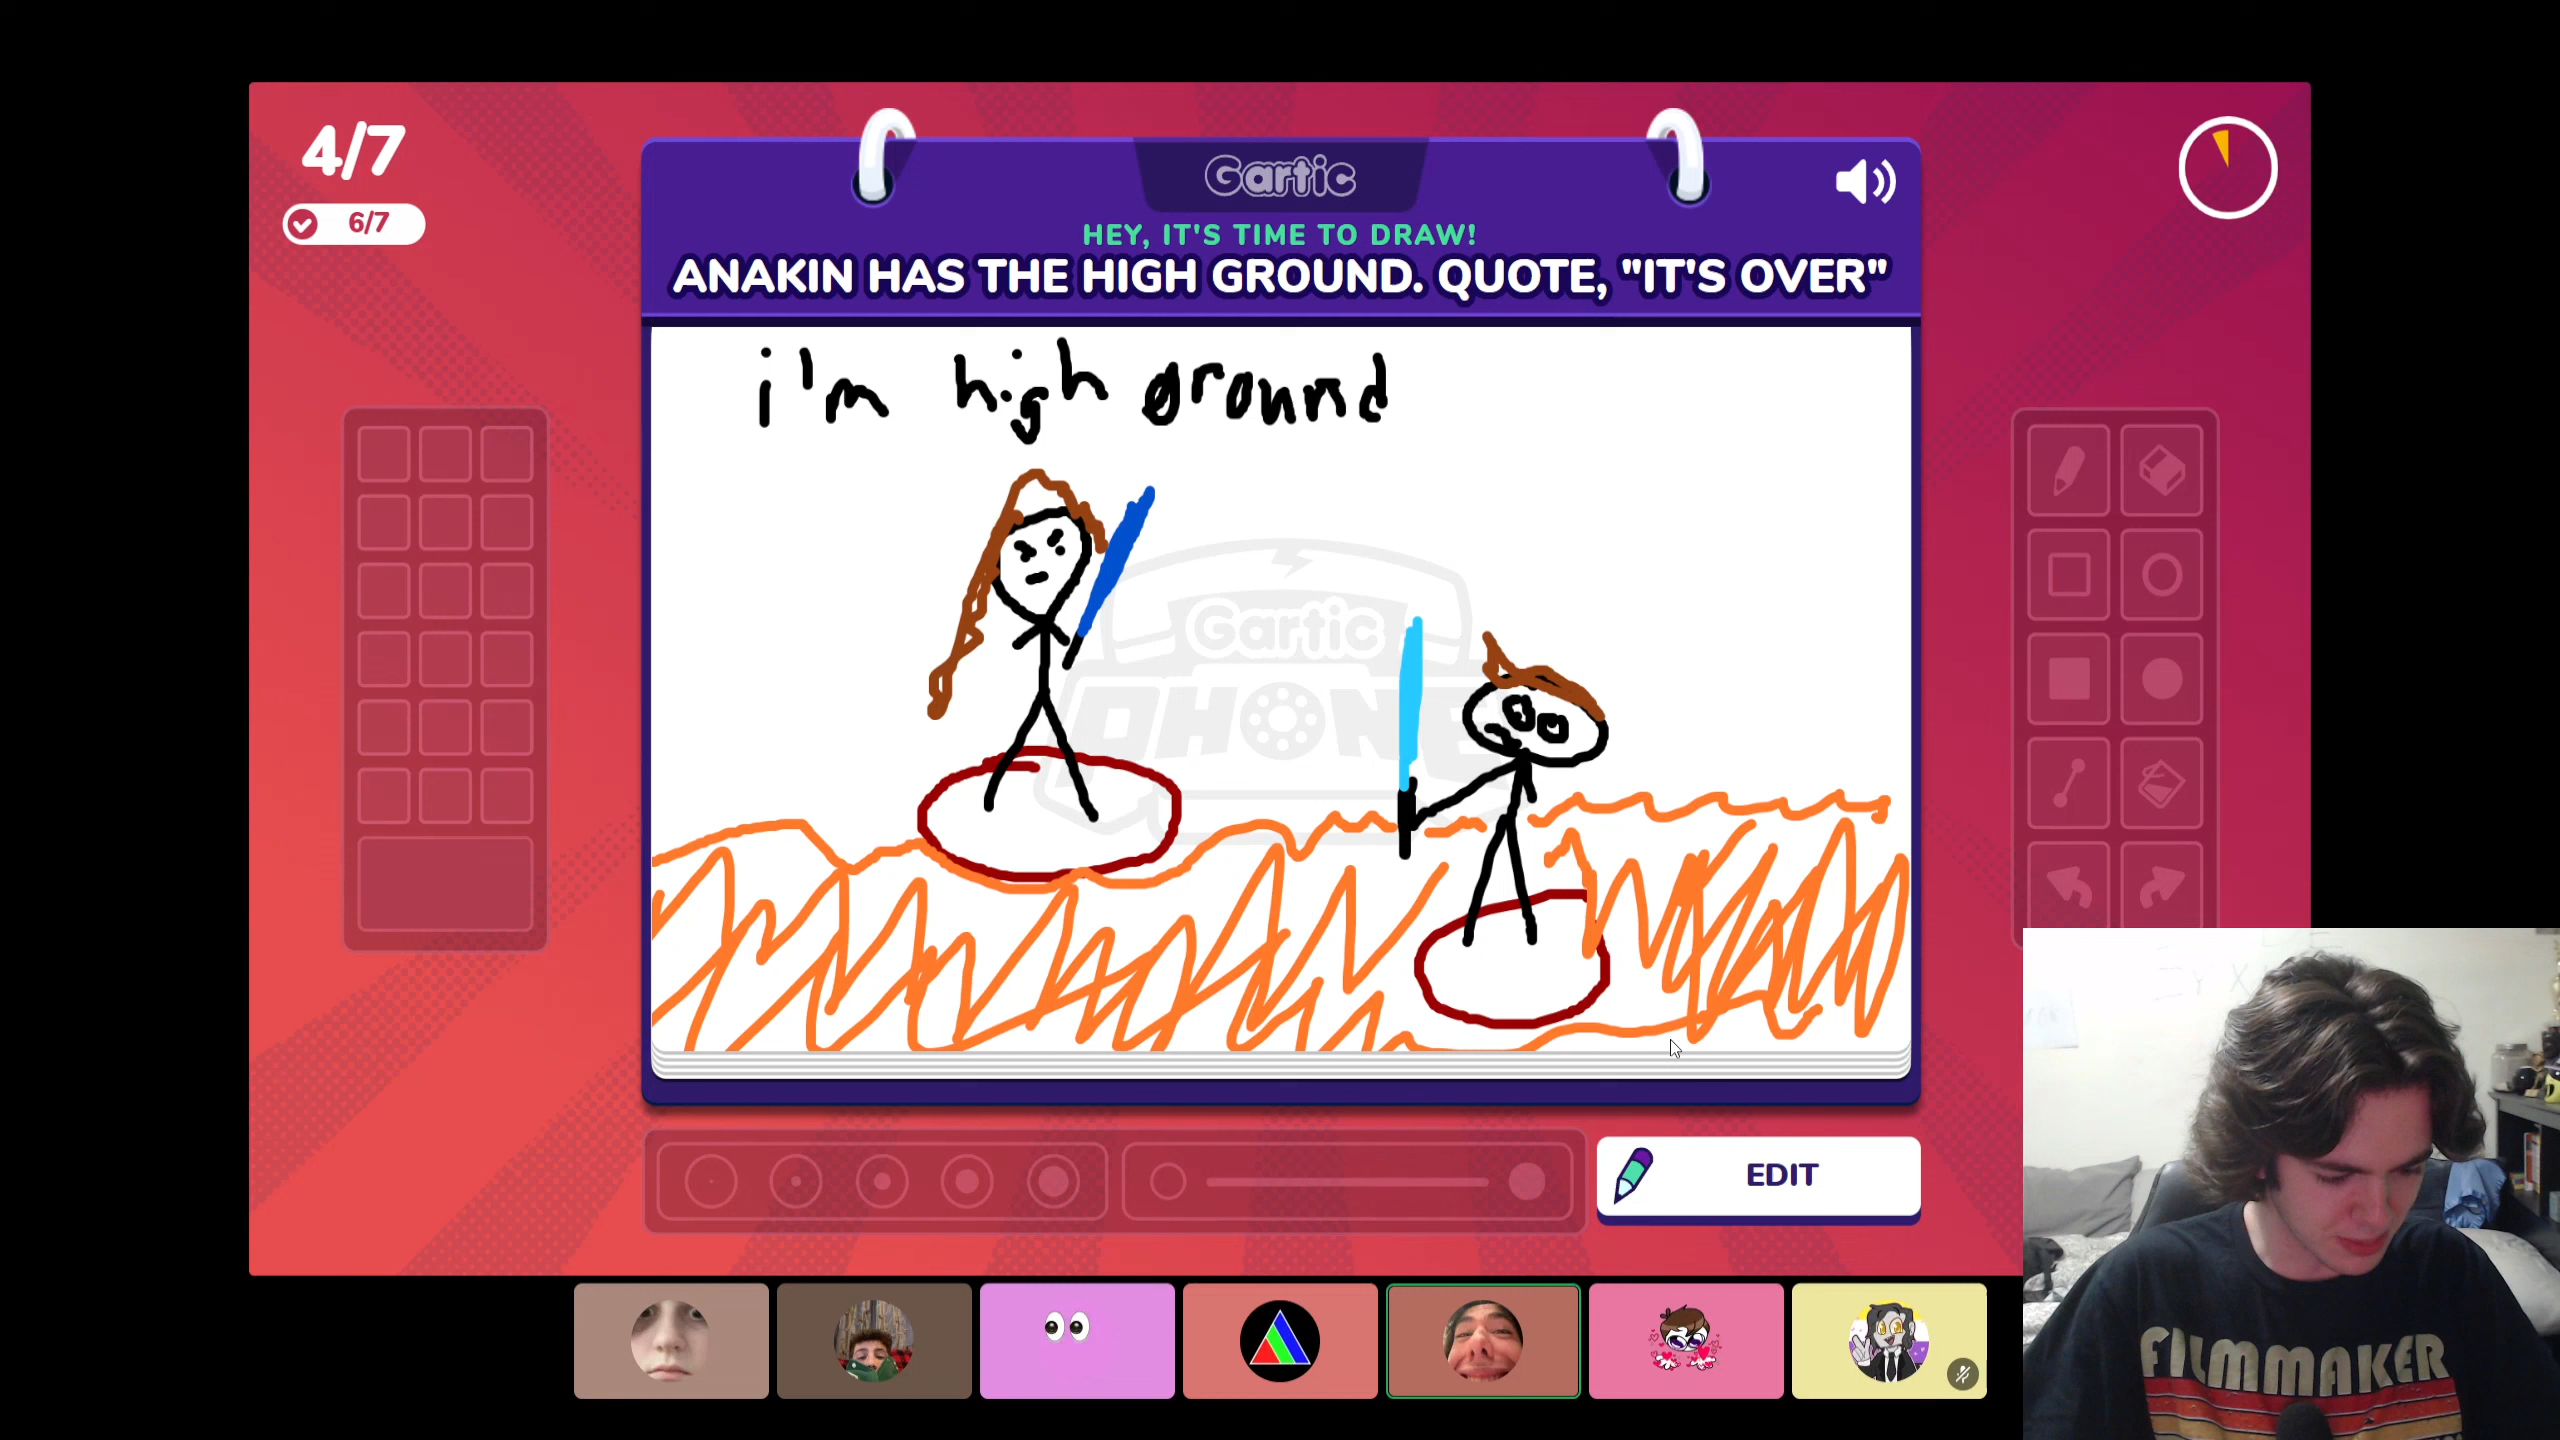 4/7
6/7
Gartic
HEY, IT'S TIME TO DRAW!
ANAKIN HAS THE HIGH GROUND. QUOTE, "IT'S OVER"
i'm high ground
Gartic
PHONE
EDIT
FILMMAKER